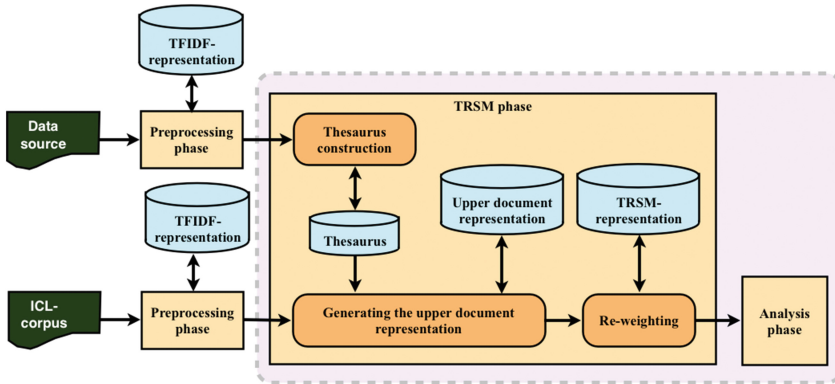 TFIDF-
representation
TRSM phase
Data
source
Preprocessing
phase
Thesaurus
construction
TFIDF-
representation
Upper document
representation
TRSM-
representation
Thesaurus
ICL-
corpus
Preprocessing
phase
Generating the upper document
representation
Re-weighting
Analysis
phase